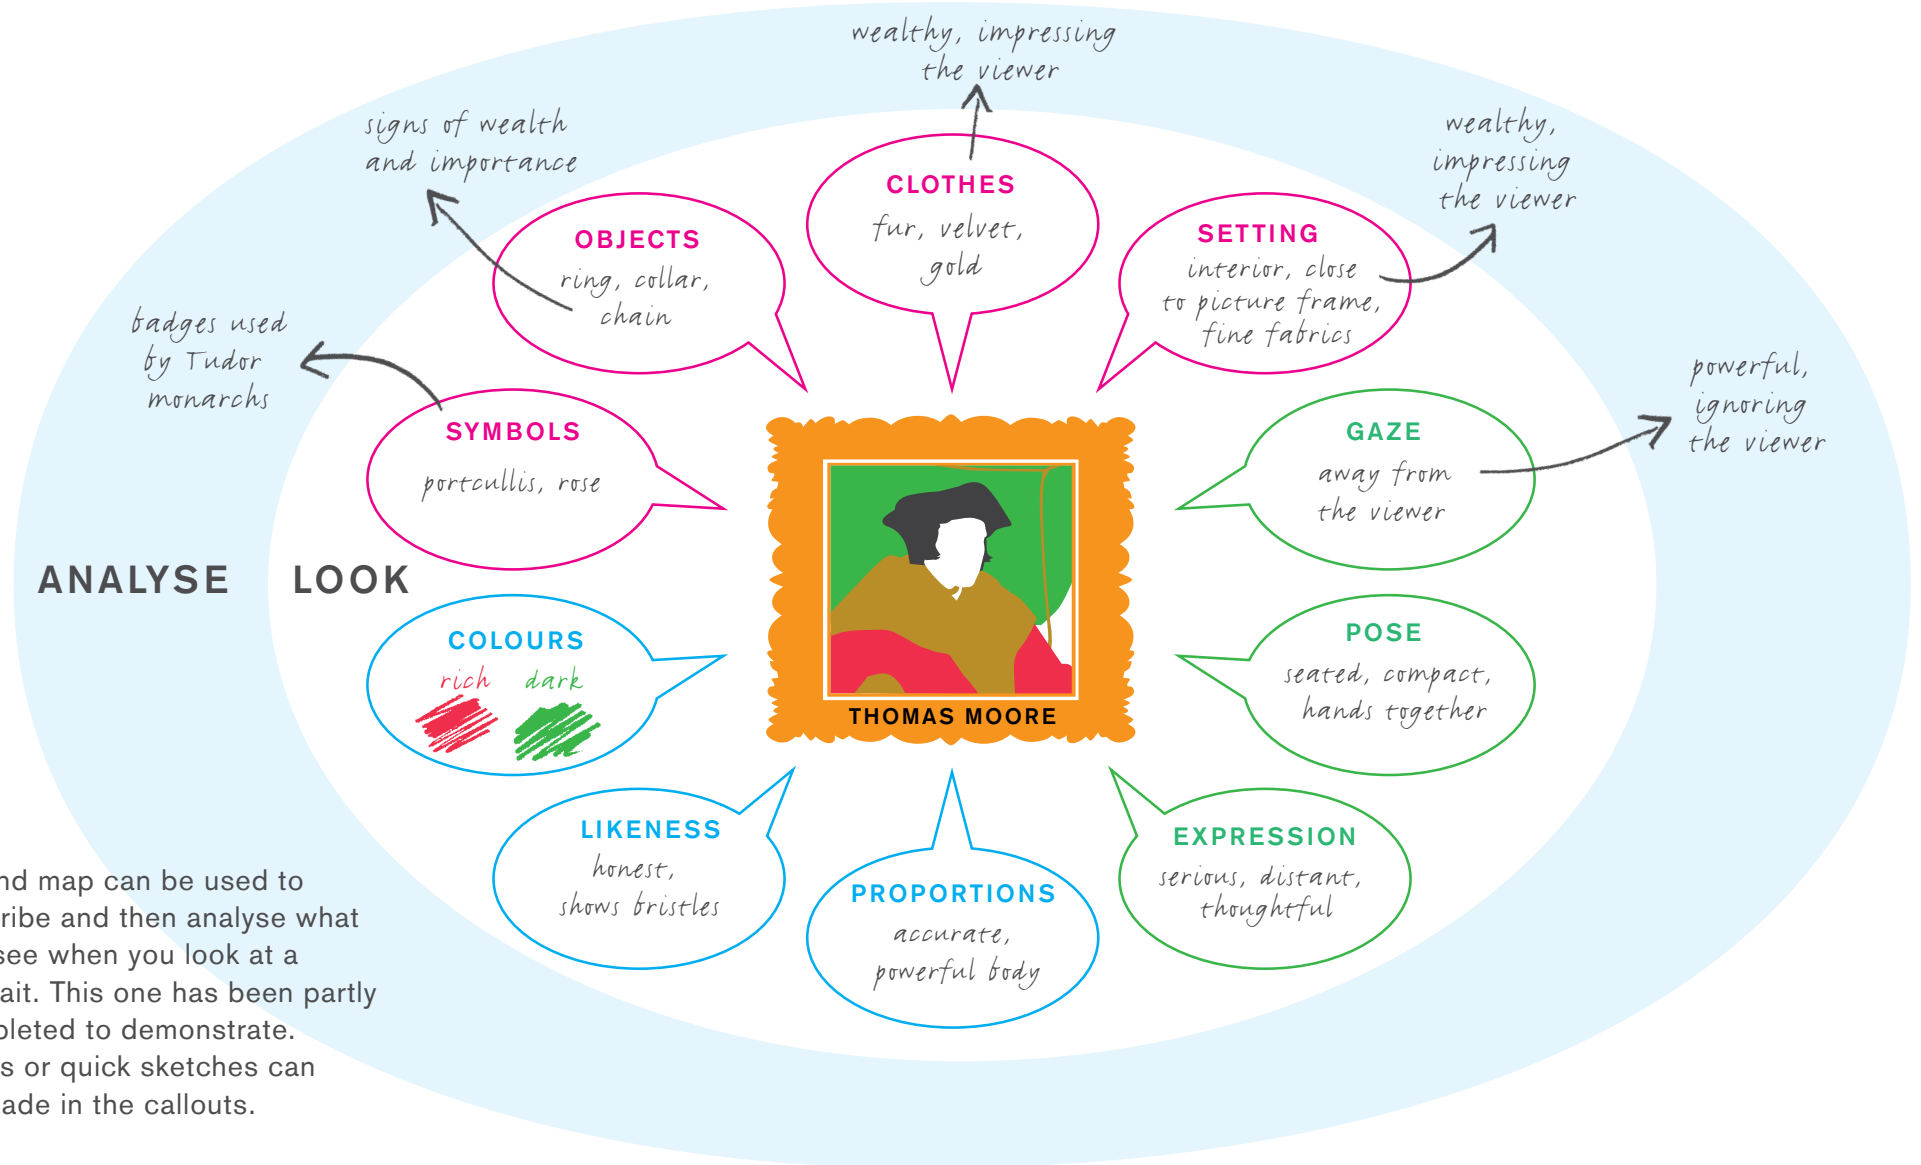 wealthy, impressing
the viewer
signs of wealth
and importance
wealthy,
impressing
the viewer
badges used
by Tudor
monarchs
powerful,
ignoring
the viewer
CLOTHES
fur, velvet,
gold
OBJECTS
ring, collar,
chain
SETTING
interior, close
to picture frame,
fine fabrics
SYMBOLS
portcullis, rose
GAZE
away from
the viewer
ANALYSE LOOK
COLOURS
rich dark
POSE
seated, compact,
hands together
THOMAS MOORE
LIKENESS
honest,
shows bristles
PROPORTIONS
accurate,
powerful body
EXPRESSION
serious, distant,
thoughtful
nd map can be used to
ribe and then analyse what
see when you look at a
ait. This one has been partly
pleted to demonstrate.
s or quick sketches can
ade in the callouts.